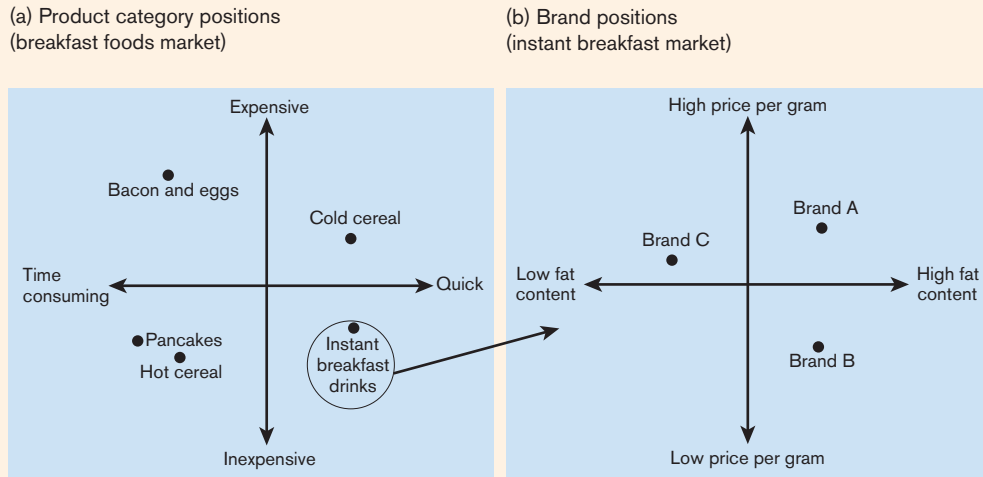 (a) Product category positions
(breakfast foods market)
Expensive
Bacon and eggs
Cold cereal
Time
consuming
Quick
Pancakes
Hot cereal
Instant
breakfast
drinks
Inexpensive
(b) Brand positions
(instant breakfast market)
High price per gram
Brand A
Brand C
Low fat
content
High fat
content
Brand B
Low price per gram